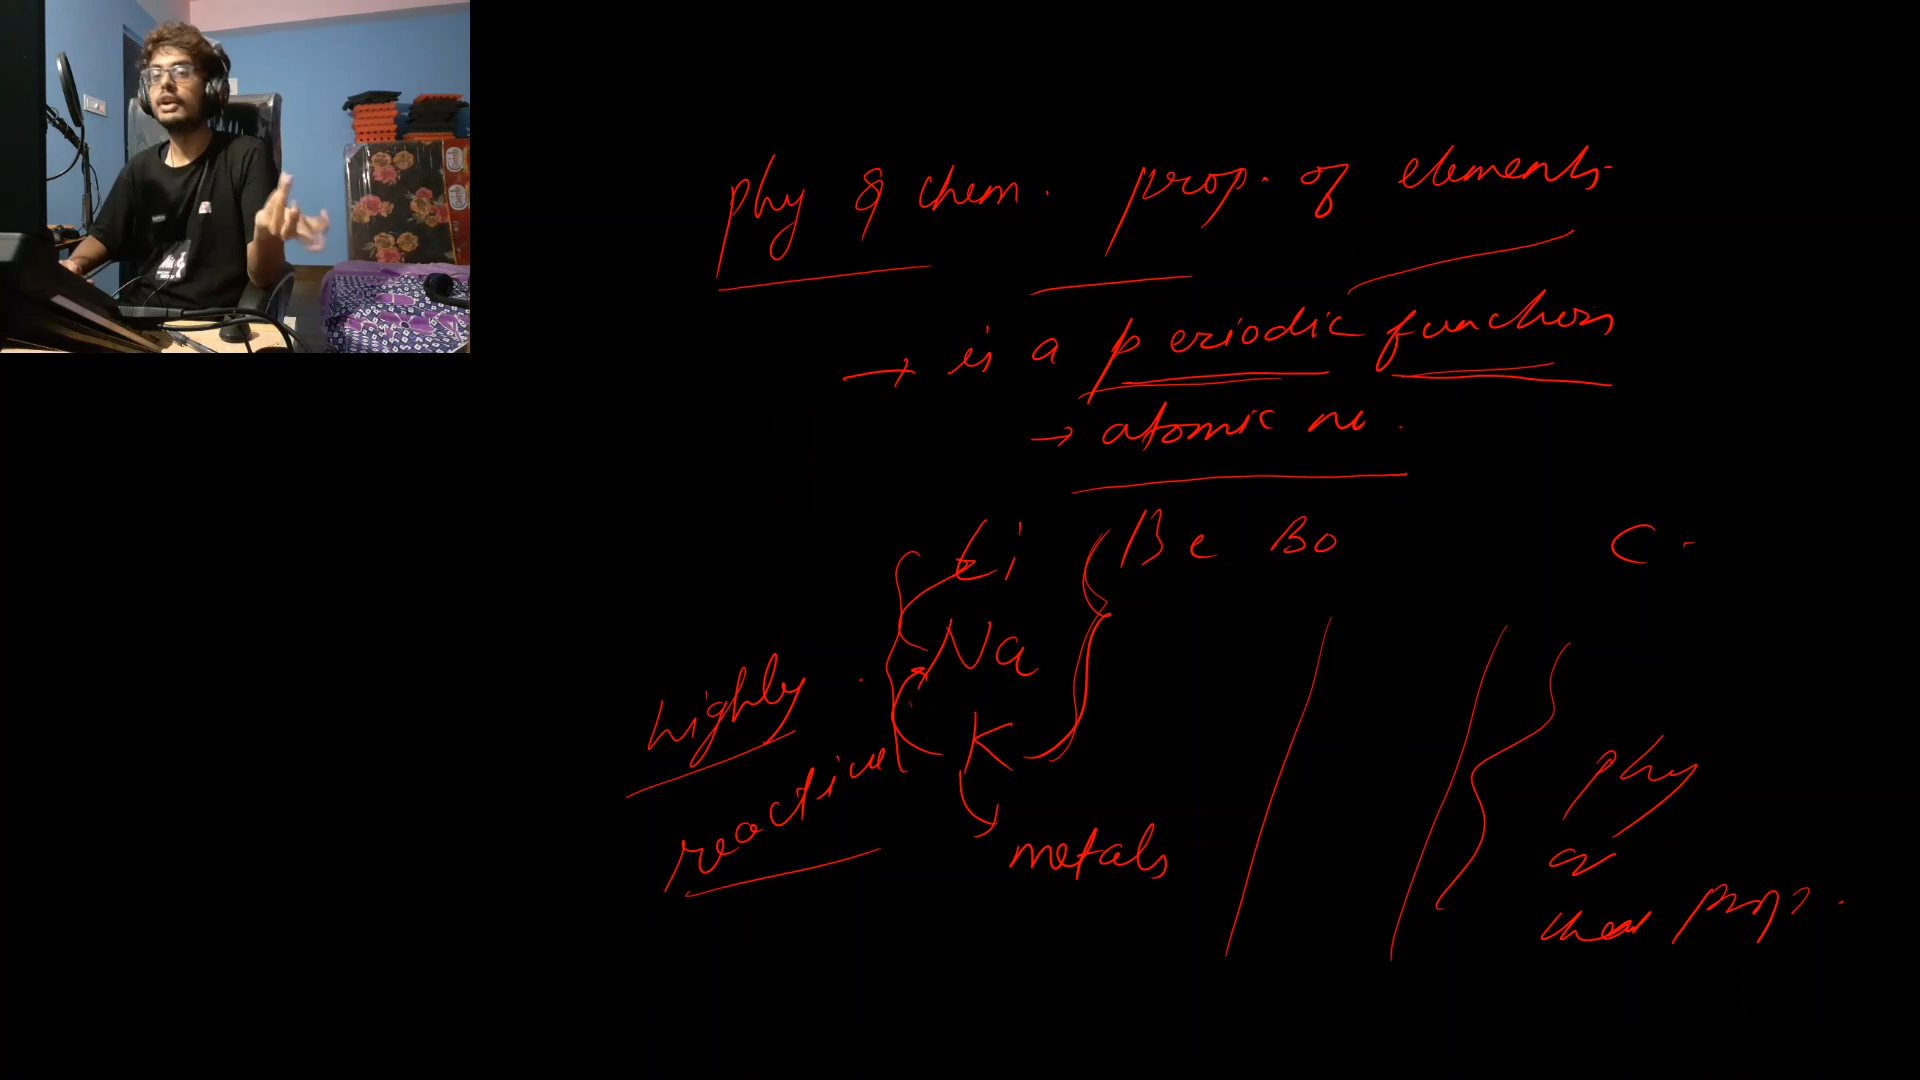 phy & chem. prop. of elements
→ is a periodic function
→ atomic no.
Li Be Bo C
Na
K
highly
reactive
metals
phy
or
chem prop.